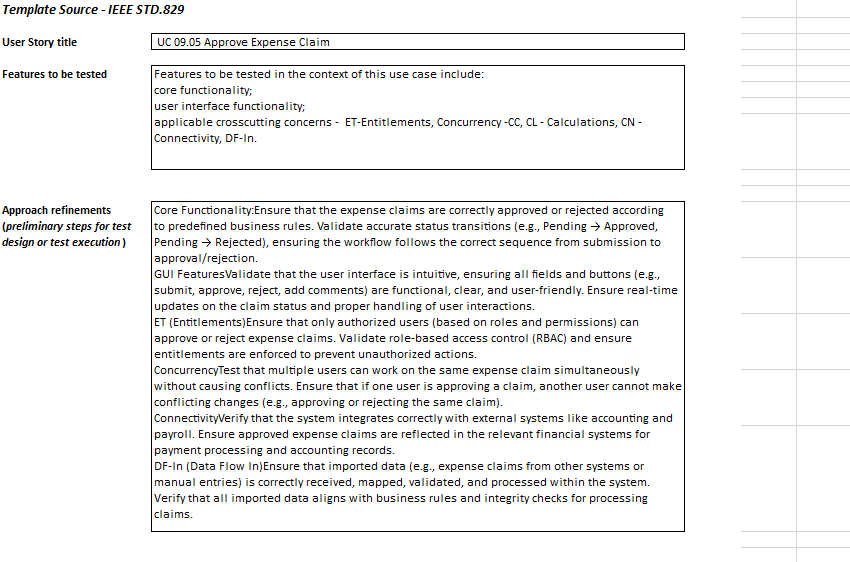 Template Source - IEEE STD.829
User Story title
UC 09.05 Approve Expense Claim
Features to be tested
Features to be tested in the context of this use case include:
core functionality;
user interface functionality;
applicable crosscutting concerns -  ET-Entitlements, Concurrency -CC, CL - Calculations, CN -
Connectivity, DF-In.
Approach refinements
(preliminary steps for test
design or test execution)
Core Functionality:Ensure that the expense claims are correctly approved or rejected according
to predefined business rules. Validate accurate status transitions (e.g., Pending → Approved,
Pending → Rejected), ensuring the workflow follows the correct sequence from submission to
approval/rejection.
GUI FeaturesValidate that the user interface is intuitive, ensuring all fields and buttons (e.g.,
submit, approve, reject, add comments) are functional, clear, and user-friendly. Ensure real-time
updates on the claim status and proper handling of user interactions.
ET (Entitlements)Ensure that only authorized users (based on roles and permissions) can
approve or reject expense claims. Validate role-based access control (RBAC) and ensure
entitlements are enforced to prevent unauthorized actions.
ConcurrencyTest that multiple users can work on the same expense claim simultaneously
without causing conflicts. Ensure that if one user is approving a claim, another user cannot make
conflicting changes (e.g., approving or rejecting the same claim).
ConnectivityVerify that the system integrates correctly with external systems like accounting and
payroll. Ensure approved expense claims are reflected in the relevant financial systems for
payment processing and accounting records.
DF-In (Data Flow In)Ensure that imported data (e.g., expense claims from other systems or
manual entries) is correctly received, mapped, validated, and processed within the system.
Verify that all imported data aligns with business rules and integrity checks for processing
claims.